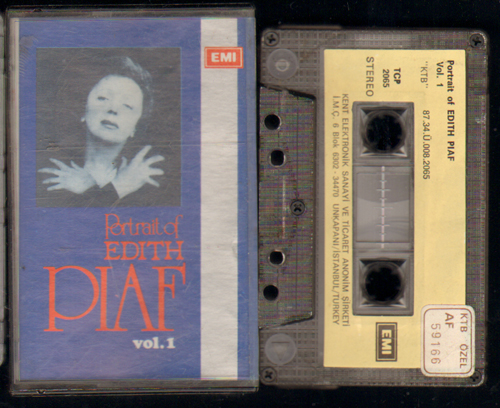 EMI
Portrait of
EDITH
PIAF
vol.1
Portrait of EDITH PIAF
Vol. 1
"KTB"
87.34.Ü.008.2065
TCP
2065
STEREO
KENT ELEKTRONİK SANAYİ VE TİCARET ANONİM ŞİRKETİ
İ.M.Ç. 6 Blok 6302 - 34470 UNKAPANI/İSTANBUL/TURKEY
EMI
KTB ÖZEL
AF
59166